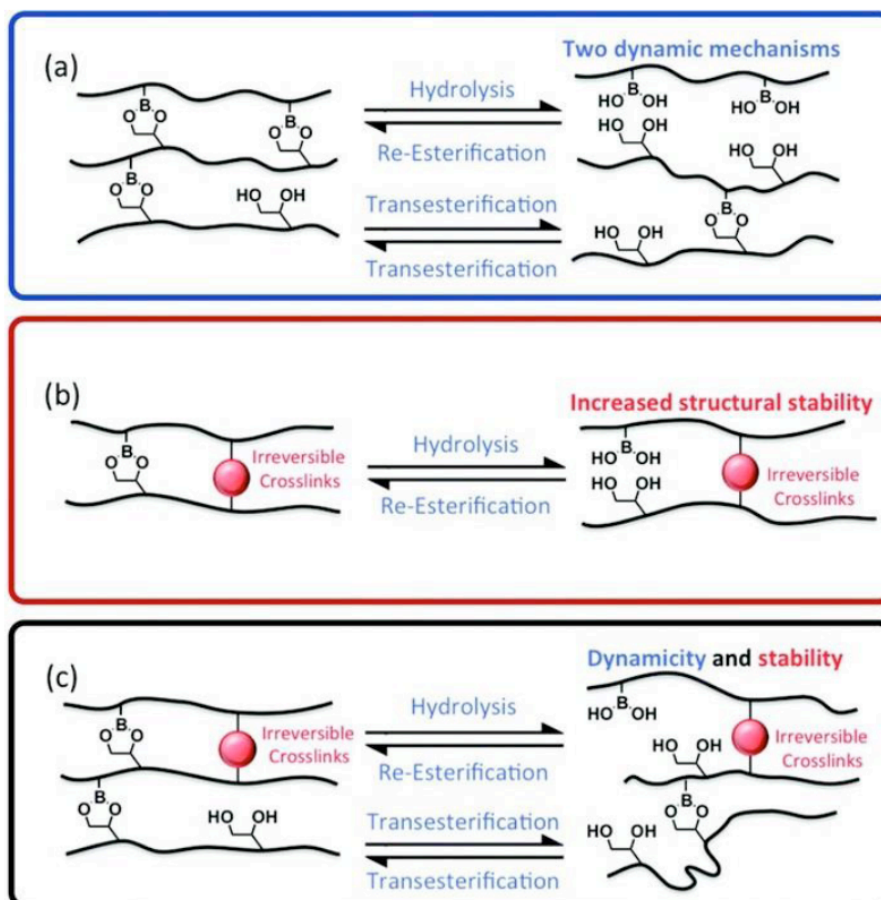 (a)
Two dynamic mechanisms
B
O O
B
O O
Hydrolysis
Re-Esterification
B
HO OH
B
HO OH
HO OH
HO OH
B
O O
HO OH
Transesterification
Transesterification
B
O O
HO OH
(b)
Increased structural stability
B
O O
Irreversible
Crosslinks
Hydrolysis
Re-Esterification
B
HO OH
HO OH
Irreversible
Crosslinks
(c)
Dynamicity and stability
B
O O
Irreversible
Crosslinks
Hydrolysis
Re-Esterification
B
HO OH
HO OH
Irreversible
Crosslinks
B
O O
HO OH
Transesterification
Transesterification
B
O O
HO OH